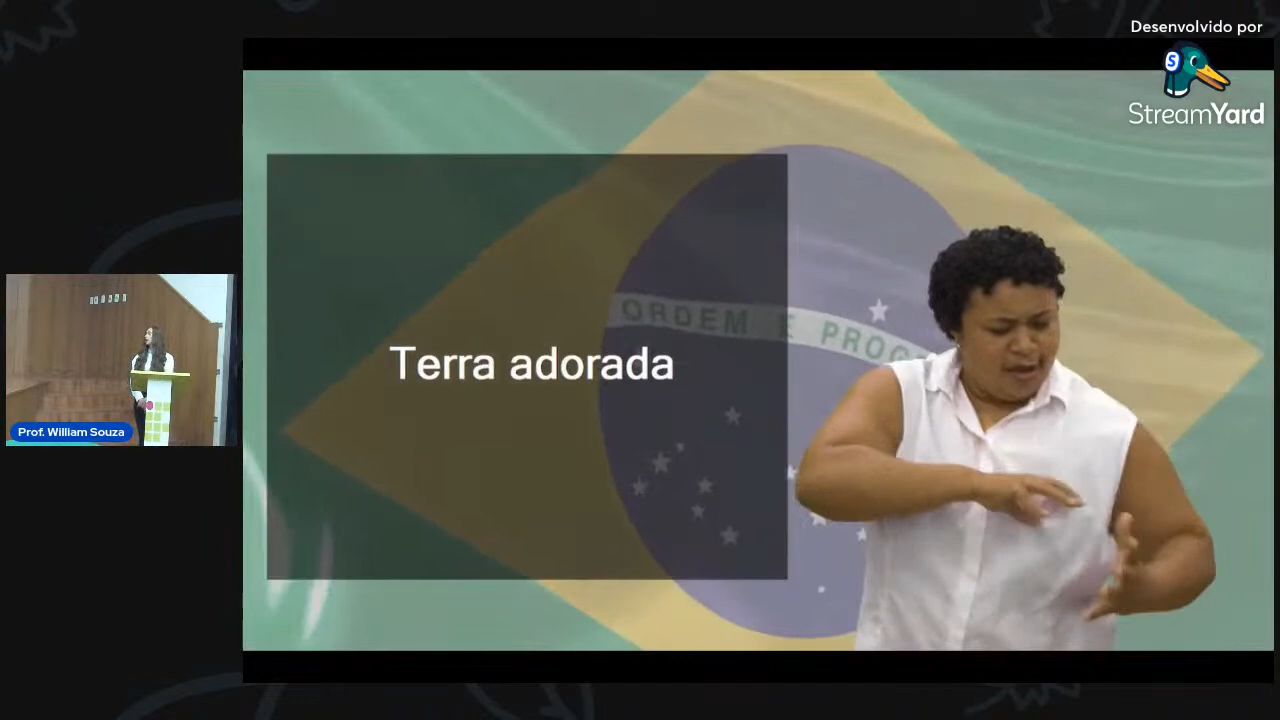 Desenvolvido por
StreamYard
ORDEM E PROG
Terra adorada
Prof. William Souza